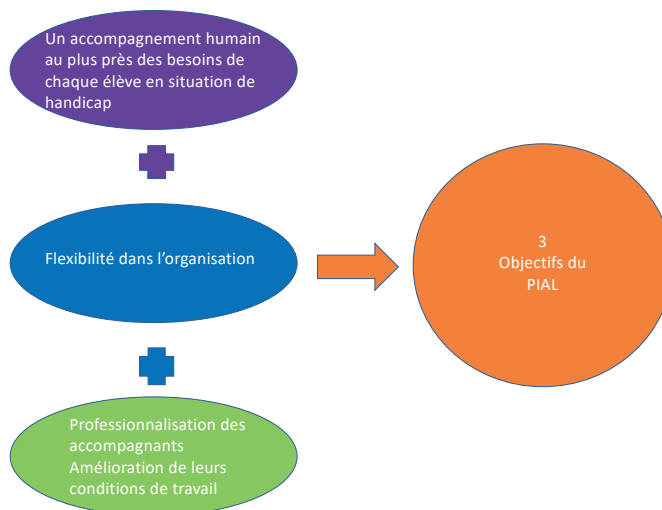 Un accompagnement humain
au plus près des besoins de
chaque élève en situation de
handicap
Flexibilité dans l’organisation
3
Objectifs du
PIAL
Professionnalisation des
accompagnants
Amélioration de leurs
conditions de travail